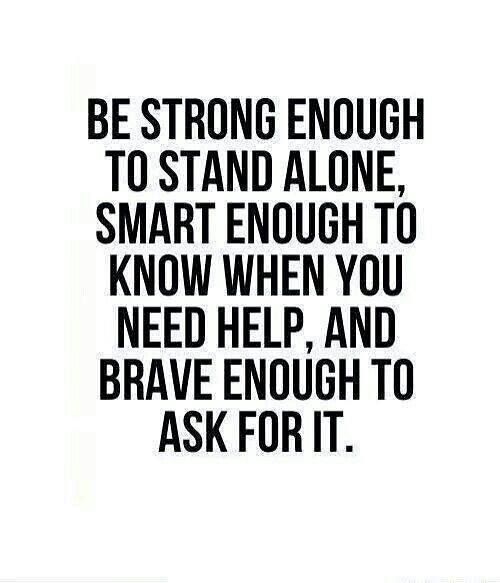 BE STRONG ENOUGH
TO STAND ALONE,
SMART ENOUGH TO
KNOW WHEN YOU
NEED HELP, AND
BRAVE ENOUGH TO
ASK FOR IT.